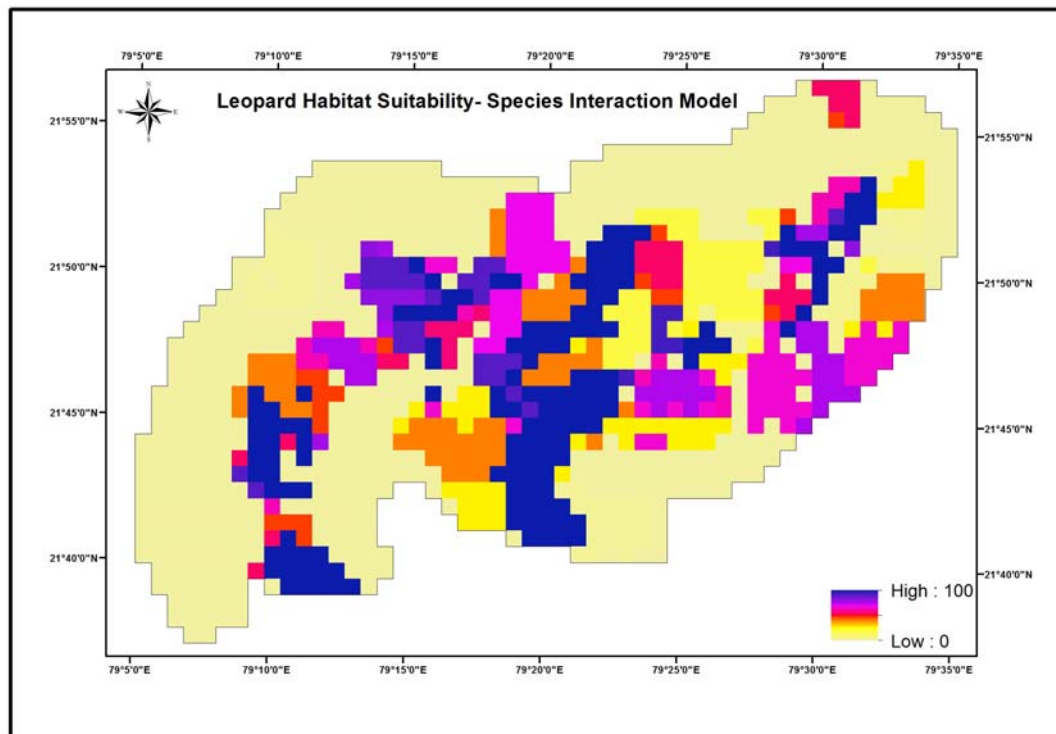 79°5'0"E 79°10'0"E 79°15'0"E 79°20'0"E 79°25'0"E 79°30'0"E 79°35'0"E
N
W E
S
Leopard Habitat Suitability- Species Interaction Model
21°55'0"N 21°55'0"N
21°50'0"N 21°50'0"N
21°45'0"N 21°45'0"N
21°40'0"N 21°40'0"N
High : 100
Low : 0
79°5'0"E 79°10'0"E 79°15'0"E 79°20'0"E 79°25'0"E 79°30'0"E 79°35'0"E